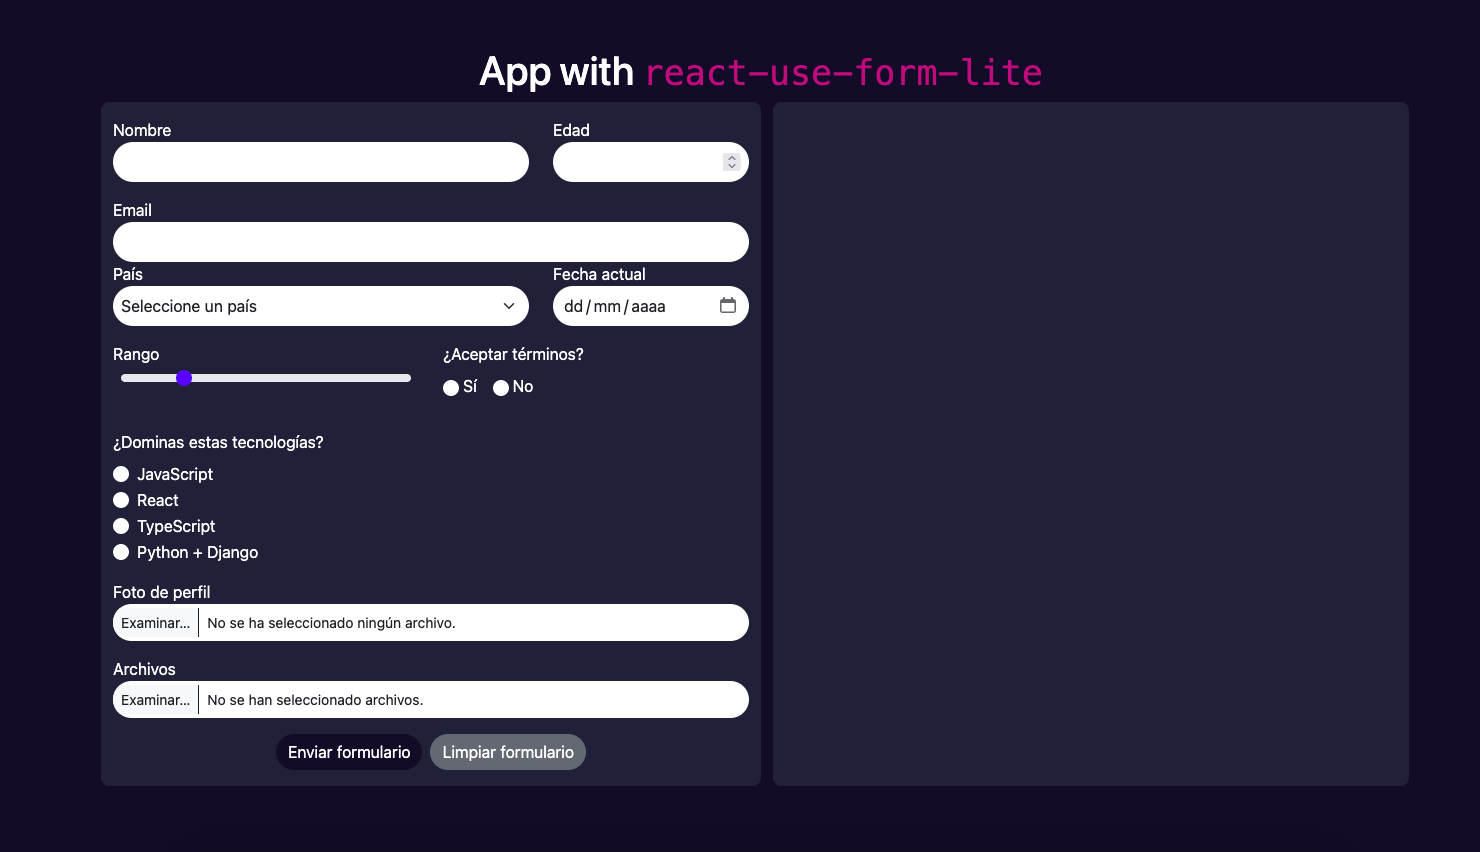 App with react-use-form-lite
Nombre
Edad
Email
País
Fecha actual
Seleccione un país
dd/mm/aaaa
Rango
¿Aceptar términos?
Sí
No
¿Dominas estas tecnologías?
JavaScript
React
TypeScript
Python + Django
Foto de perfil
Examinar... No se ha seleccionado ningún archivo.
Archivos
Examinar... No se han seleccionado archivos.
Enviar formulario
Limpiar formulario